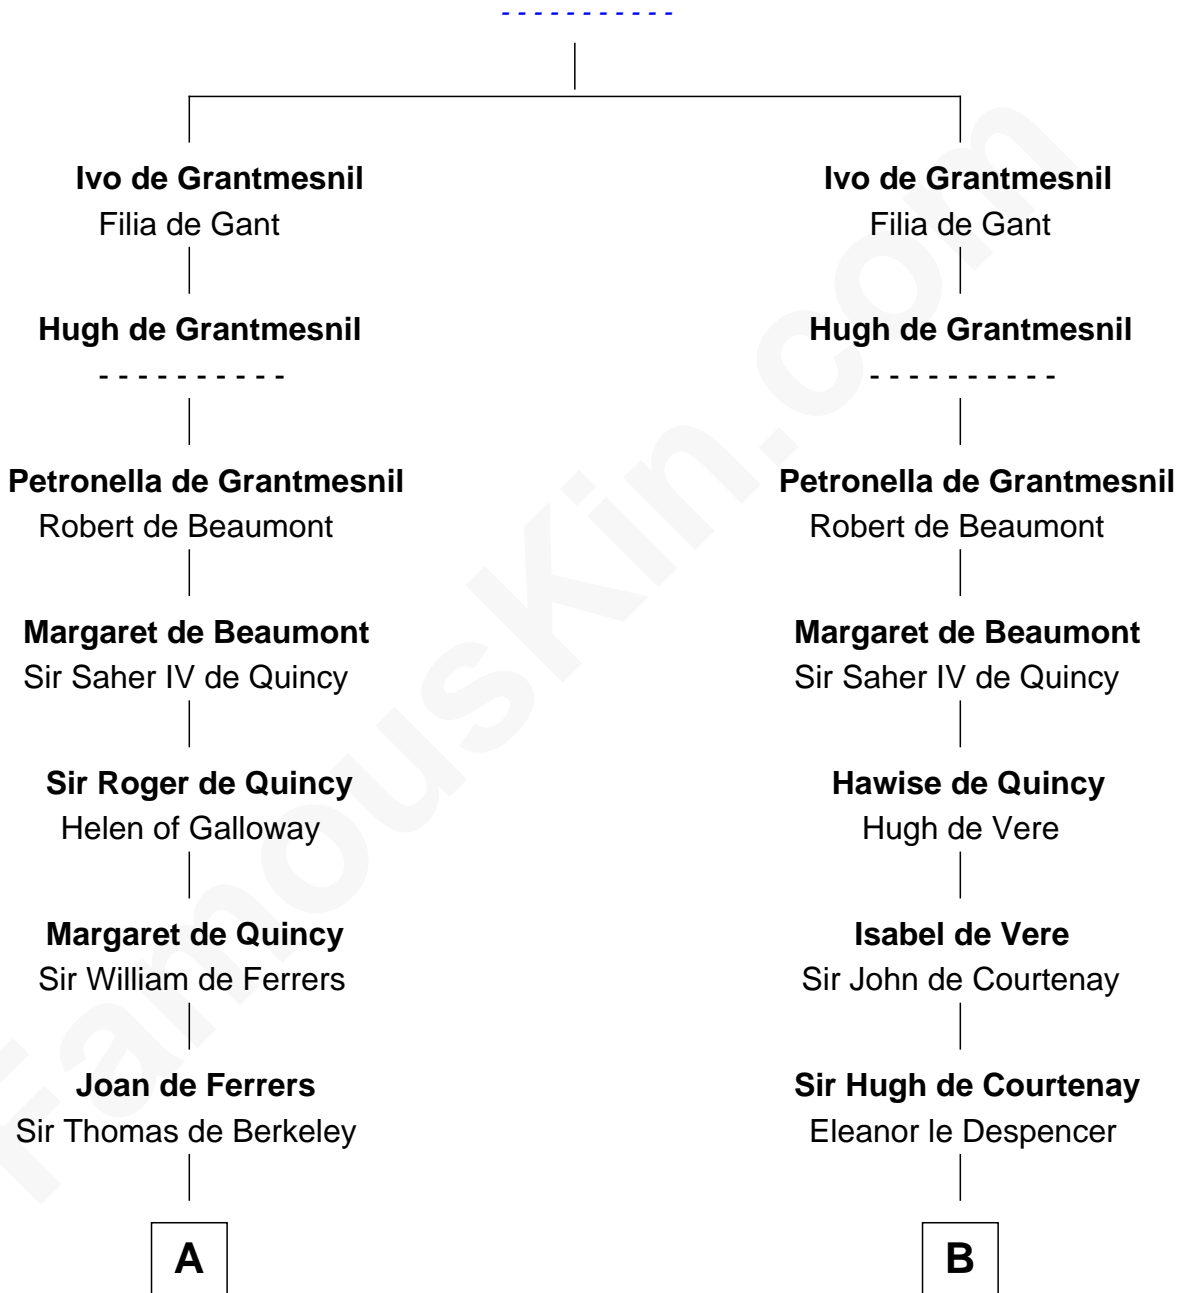 - - - - - - - - - - -
Ivo de Grantmesnil
Filia de Gant
Hugh de Grantmesnil
- - - - - - - - - -
Petronella de Grantmesnil
Robert de Beaumont
Margaret de Beaumont
Sir Saher IV de Quincy
Sir Roger de Quincy
Helen of Galloway
Margaret de Quincy
Sir William de Ferrers
Joan de Ferrers
Sir Thomas de Berkeley
A
Ivo de Grantmesnil
Filia de Gant
Hugh de Grantmesnil
- - - - - - - - - -
Petronella de Grantmesnil
Robert de Beaumont
Margaret de Beaumont
Sir Saher IV de Quincy
Hawise de Quincy
Hugh de Vere
Isabel de Vere
Sir John de Courtenay
Sir Hugh de Courtenay
Eleanor le Despencer
B
FamousKin.com